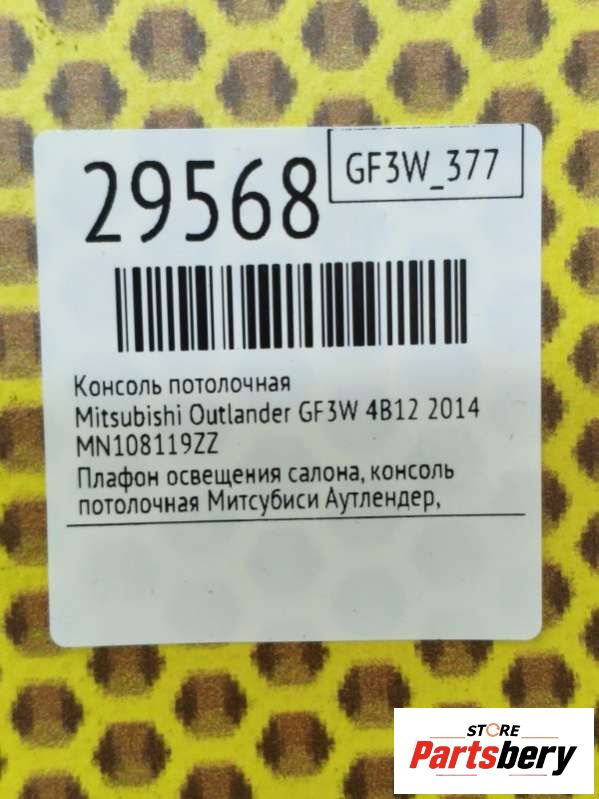 29568
GF3W_377
Консоль потолочная
Mitsubishi Outlander GF3W 4B12 2014
MN108119ZZ
Плафон освещения салона, консоль
потолочная Митсубиси Аутлендер,
STORE
Partsbery